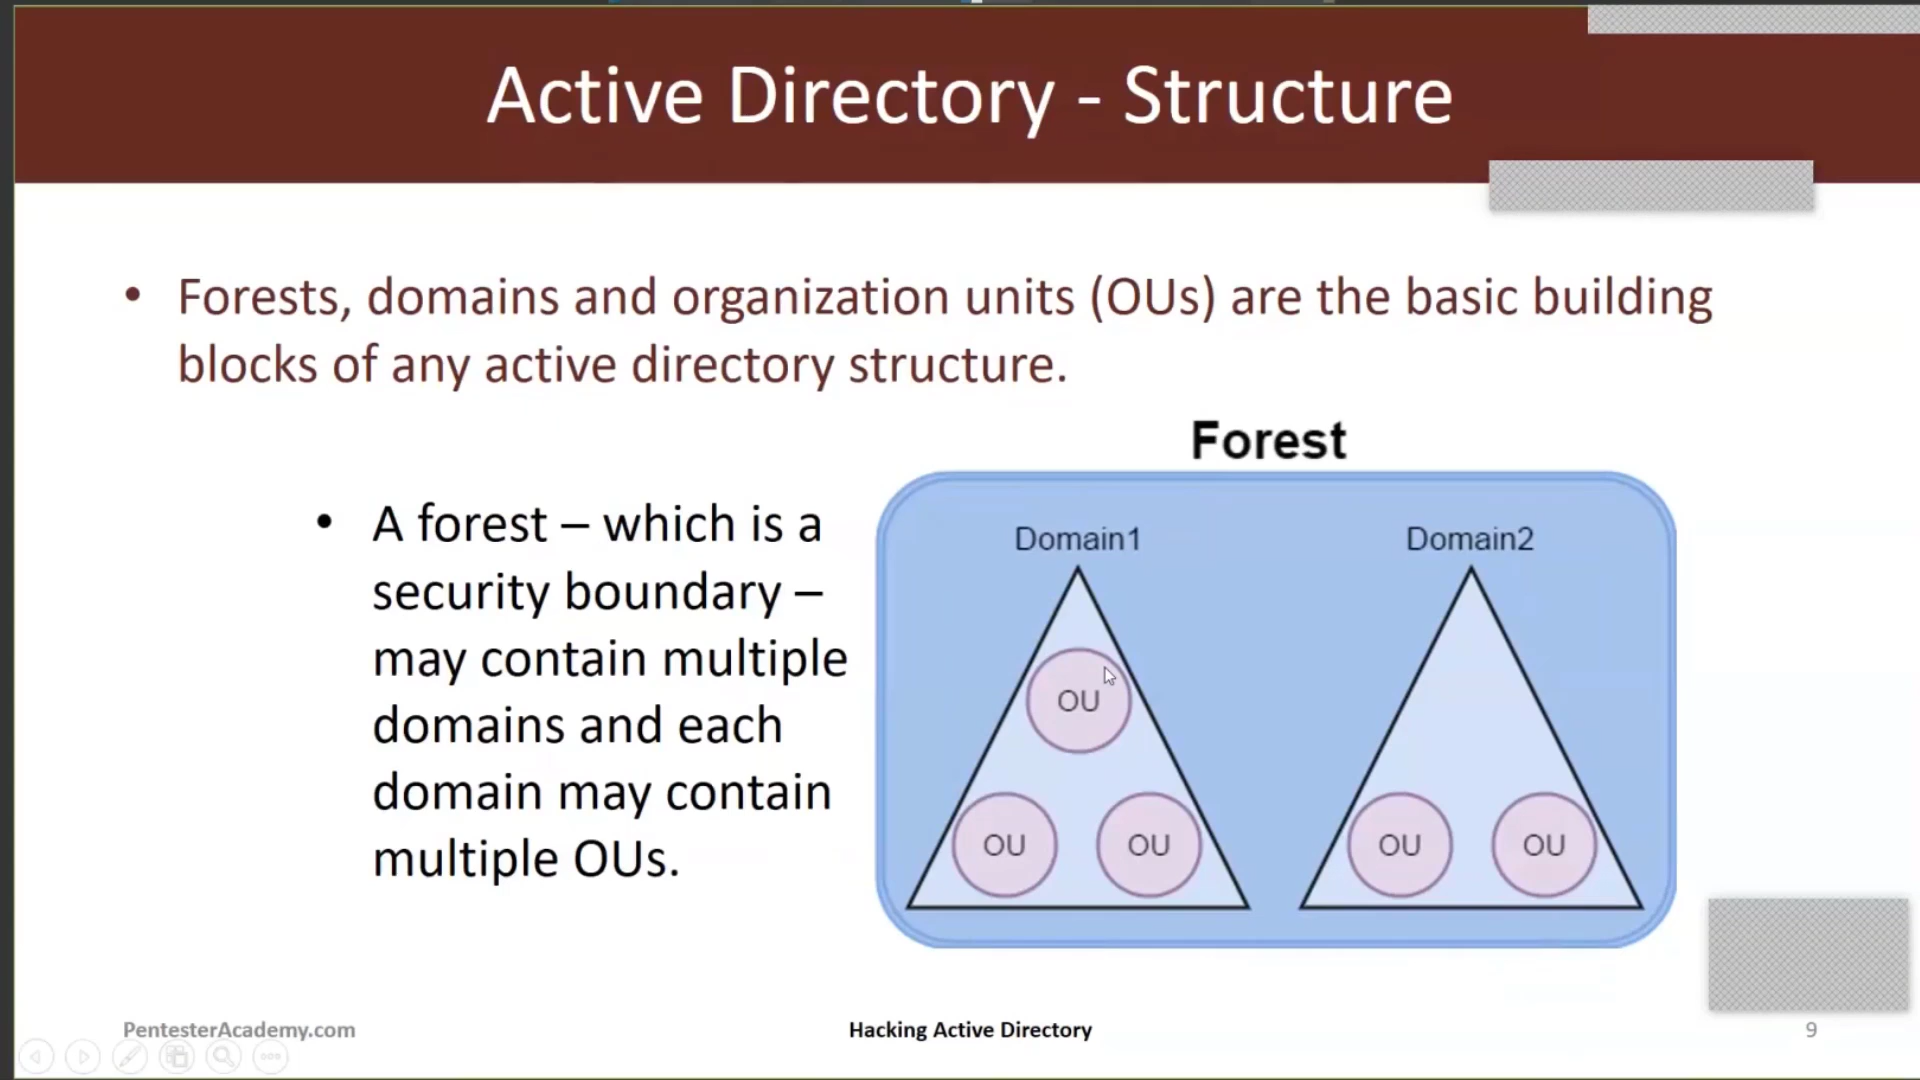 Active Directory - Structure
• Forests, domains and organization units (OUs) are the basic building
blocks of any active directory structure.
• A forest – which is a
security boundary –
may contain multiple
domains and each
domain may contain
multiple OUs.
Forest
Domain1
Domain2
OU
OU
OU
OU
OU
PentesterAcademy.com
Hacking Active Directory
9